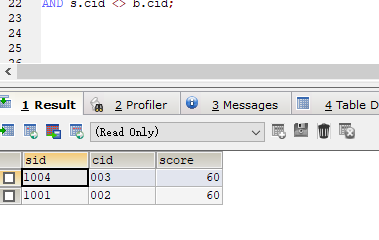 22
AND s.cid <> b.cid;
23
24
25
26
1 Result
2 Profiler
3 Messages
4 Table D
(Read Only)
sid cid score
1004 003 60
1001 002 60